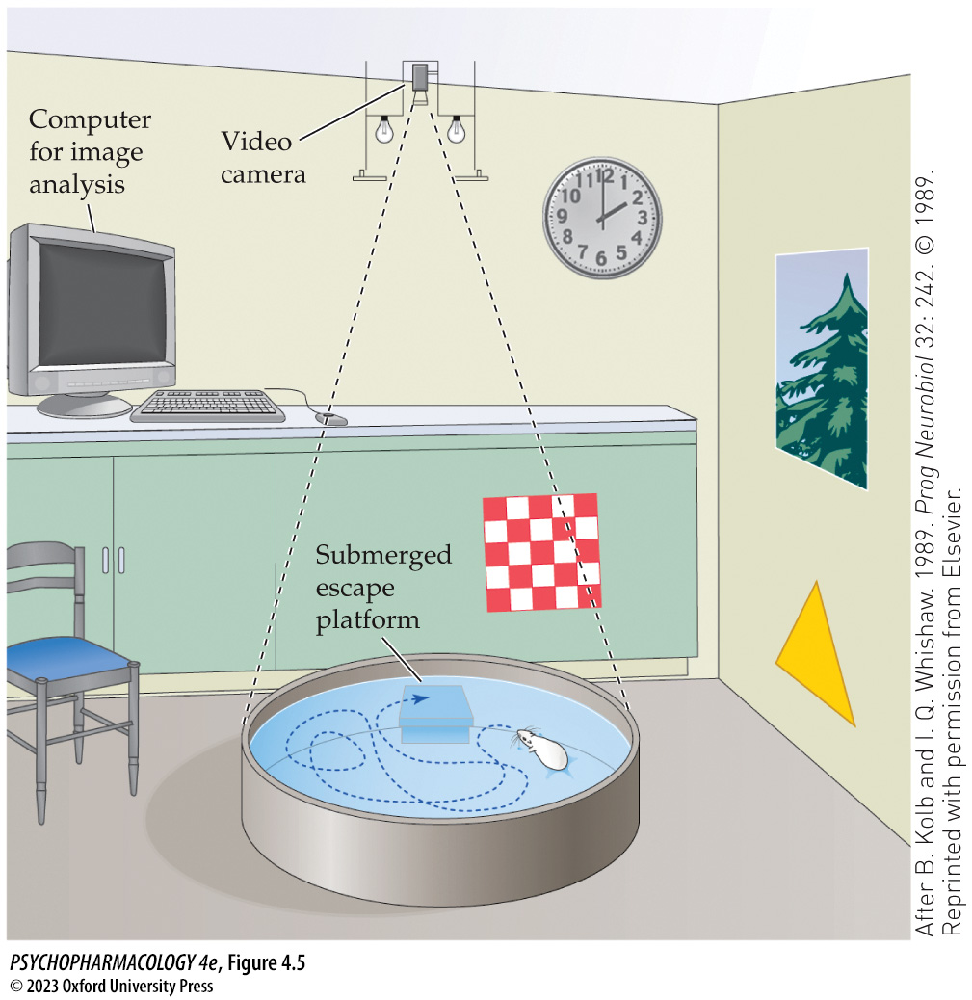 Computer
for image
analysis
Video
camera
12
1
2
3
4
5
6
7
8
9
10
11
Submerged
escape
platform
After B. Kolb and I. Q. Whishaw. 1989. Prog Neurobiol 32: 242. © 1989.
Reprinted with permission from Elsevier.
PSYCHOPHARMACOLOGY 4e, Figure 4.5
© 2023 Oxford University Press